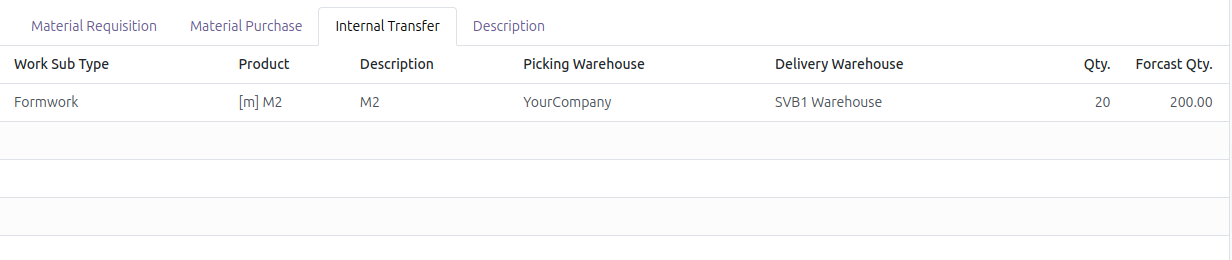 Material Requisition Material Purchase Internal Transfer Description
Work Sub Type Product Description Picking Warehouse Delivery Warehouse Qty. Forcast Qty.
Formwork [m] M2 M2 YourCompany SVB1 Warehouse 20 200.00